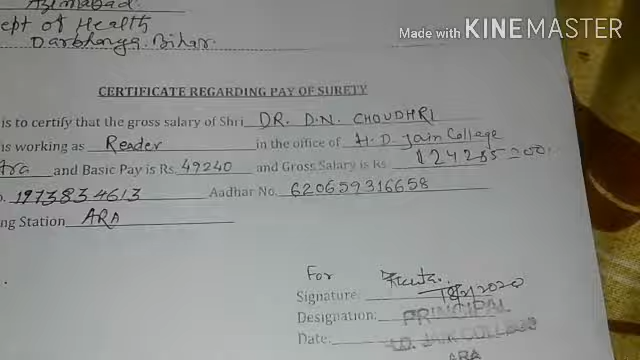 Azimabad
ept of Health
Darbhanga. Bihar.
Made with KINEMASTER
CERTIFICATE REGARDING PAY OF SURETY
is to certify that the gross salary of Shri DR. D.N. CHOUDHRI
is working as Reader in the office of H.D. Jain College
Ara and Basic Pay is Rs. 49240 and Gross Salary is Rs
o. 1973834613 Aadhar No. 620659316658
ng Station ARA
For
Signature:
Designation: PRINCIPAL
Date: H.D. JAIN COLLEGE
ARA